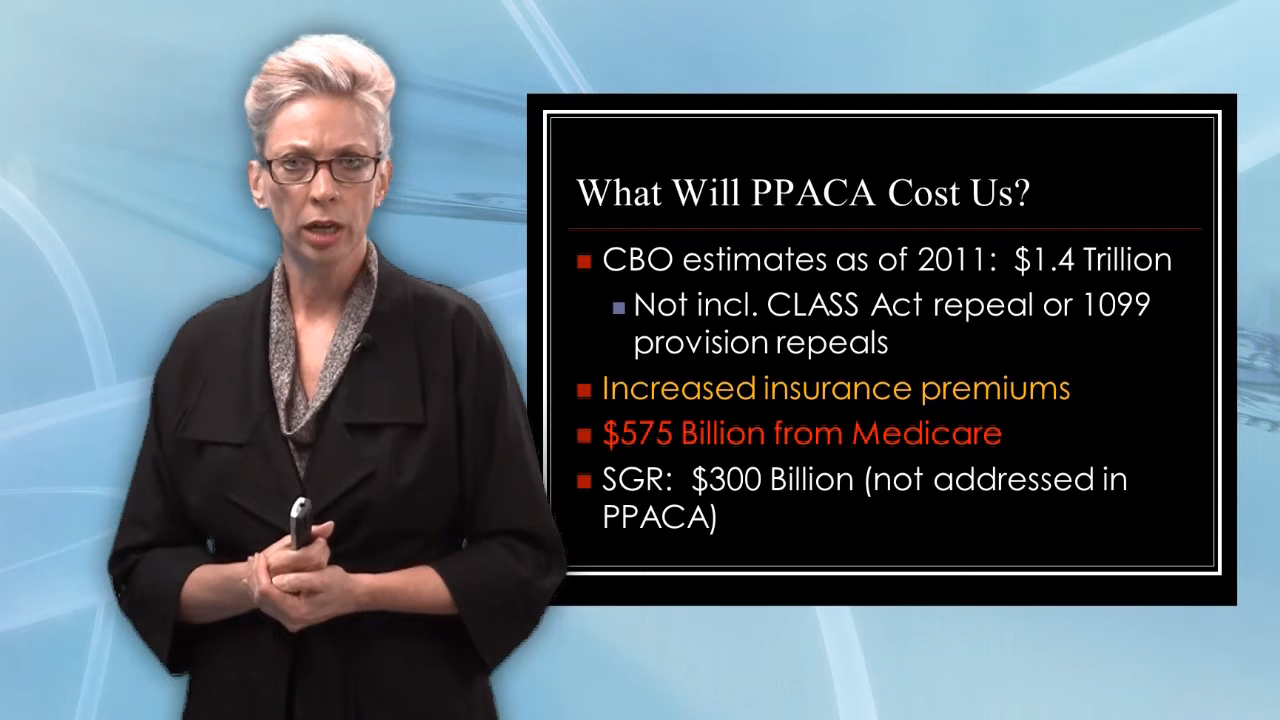 What Will PPACA Cost Us?
CBO estimates as of 2011: $1.4 Trillion
Not incl. CLASS Act repeal or 1099
provision repeals
Increased insurance premiums
$575 Billion from Medicare
SGR: $300 Billion (not addressed in
PPACA)